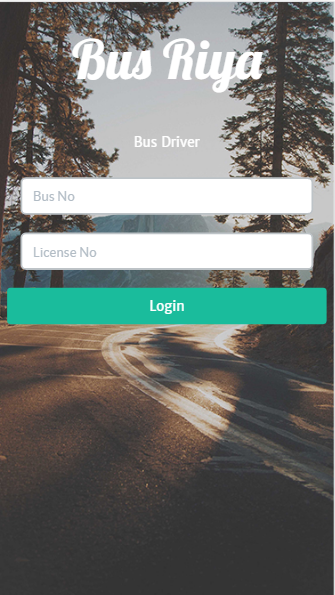 Bus Riya
Bus Driver
Bus No
License No
Login